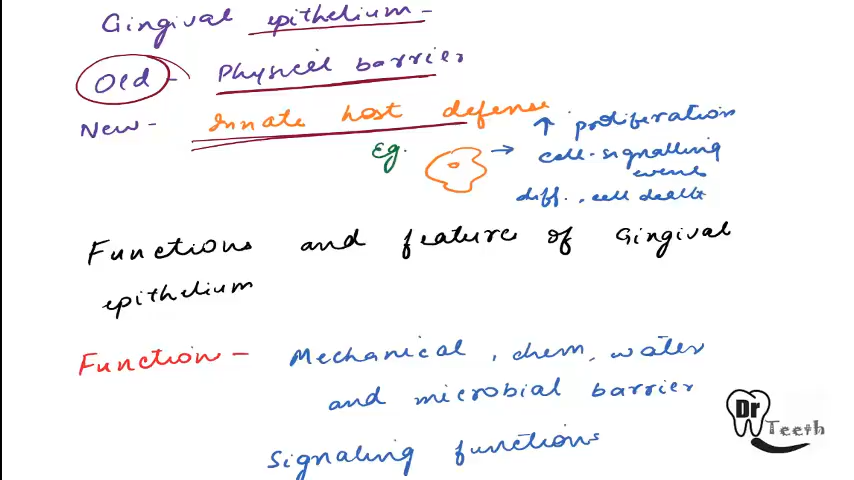 Gingival epithelium -
Old - Physical barrier
New - Innate host defense
Eg. → ↑ proliferation
cell-signalling
events
diff., cell death
Functions and feature of Gingival
epithelium
Function - Mechanical, chem, water
and microbial barrier
Signaling functions
Dr
Teeth